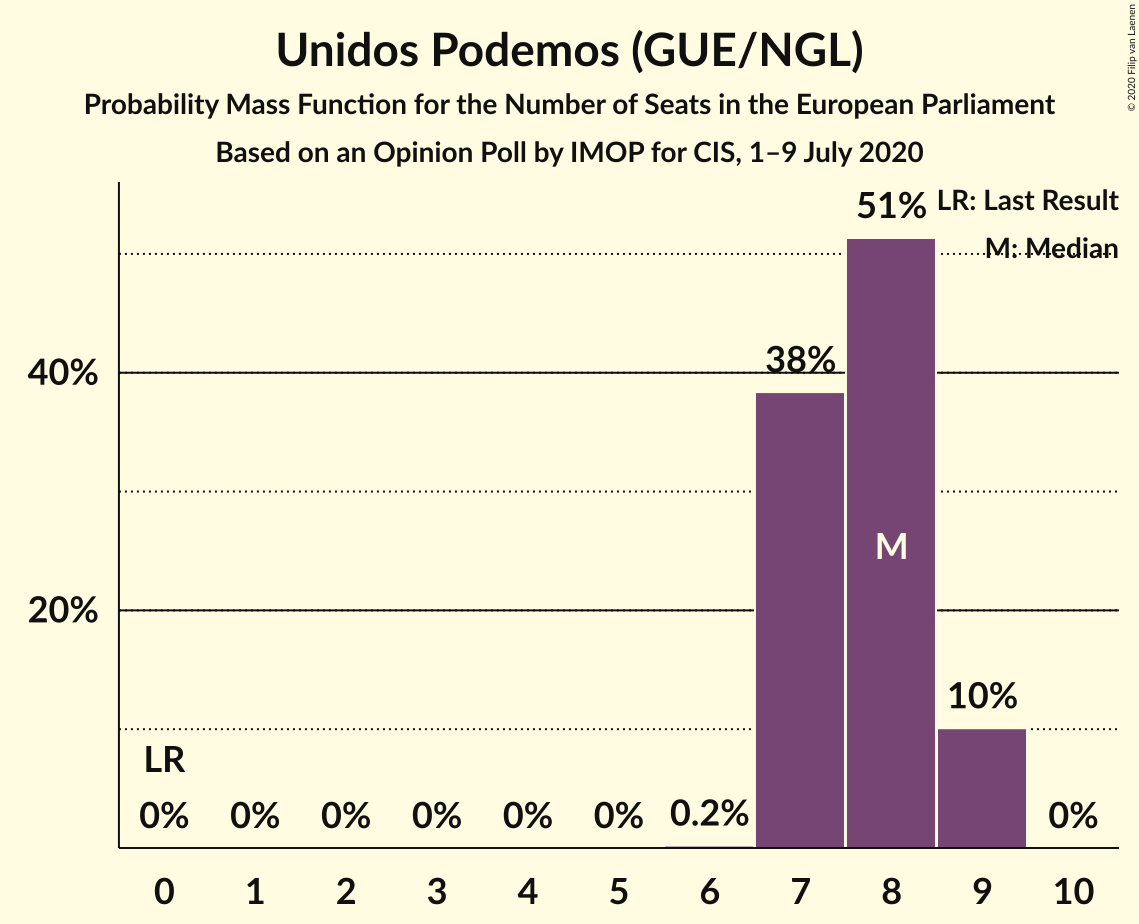 Unidos Podemos (GUE/NGL)
Probability Mass Function for the Number of Seats in the European Parliament
Based on an Opinion Poll by IMOP for CIS, 1–9 July 2020
© 2020 Filip van Laenen
LR: Last Result
M: Median
51%
38%
40%
M
20%
10%
LR
0% 0% 0% 0% 0% 0% 0.2% 0%
0 1 2 3 4 5 6 7 8 9 10